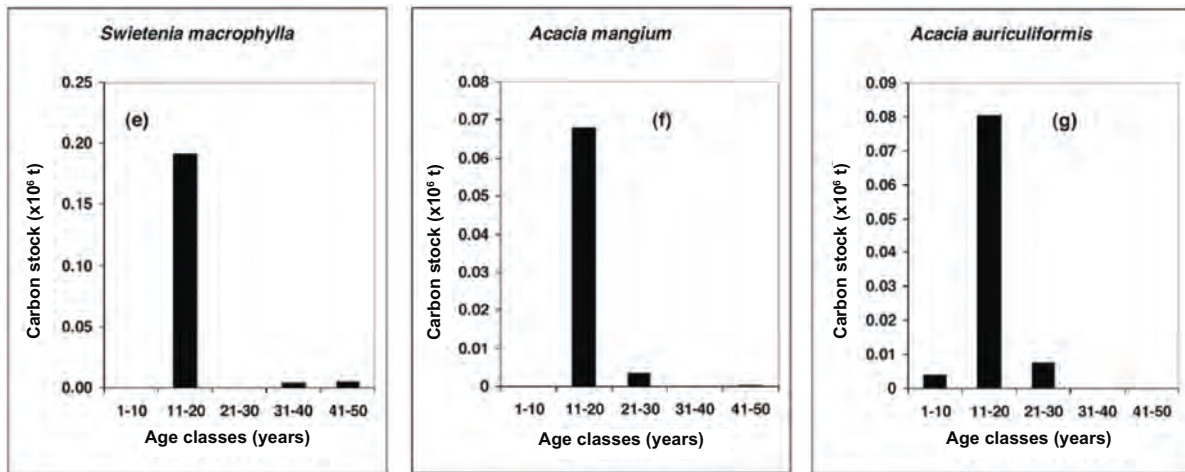 Swietenia macrophylla
(e)
Carbon stock (x10⁶ t)
0.25
0.20
0.15
0.10
0.05
0.00
1-10 11-20 21-30 31-40 41-50
Age classes (years)
Acacia mangium
(f)
Carbon stock (x10⁶ t)
0.08
0.07
0.06
0.05
0.04
0.03
0.02
0.01
0
1-10 11-20 21-30 31-40 41-50
Age classes (years)
Acacia auriculiformis
(g)
Carbon stock (x10⁶ t)
0.09
0.08
0.07
0.06
0.05
0.04
0.03
0.02
0.01
0
1-10 11-20 21-30 31-40 41-50
Age classes (years)